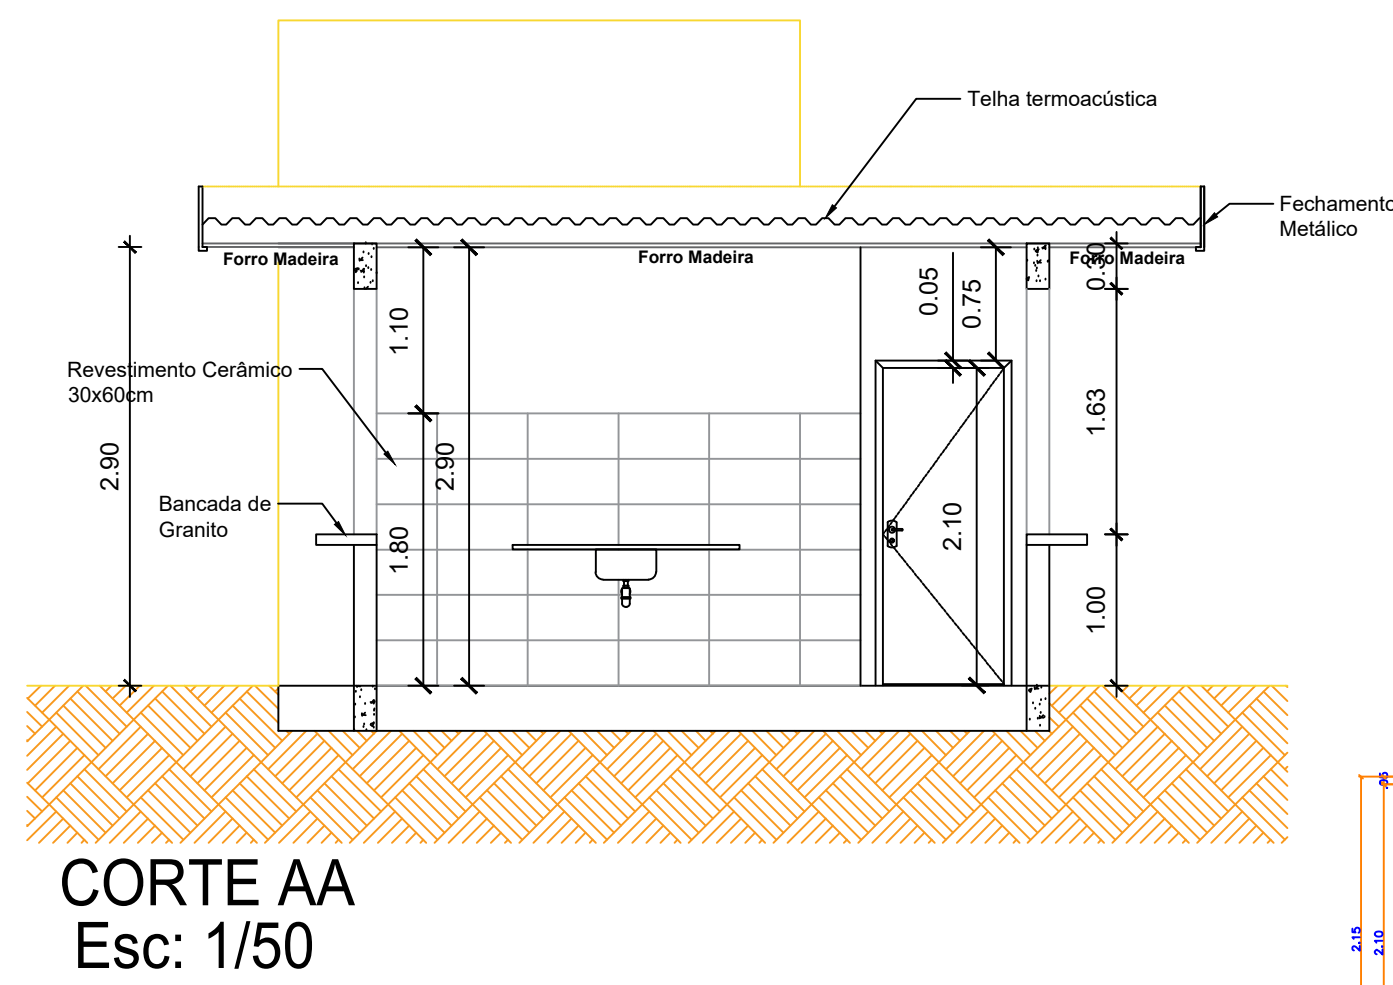 Telha termoacústica
Fechamento
Metálico
Forro Madeira
Forro Madeira
Forro Madeira
0.30
0.05
0.75
1.10
Revestimento Cerâmico
30x60cm
1.63
2.90
2.90
Bancada de
Granito
1.80
2.10
1.00
.05
2.15
2.10
CORTE AA
Esc: 1/50